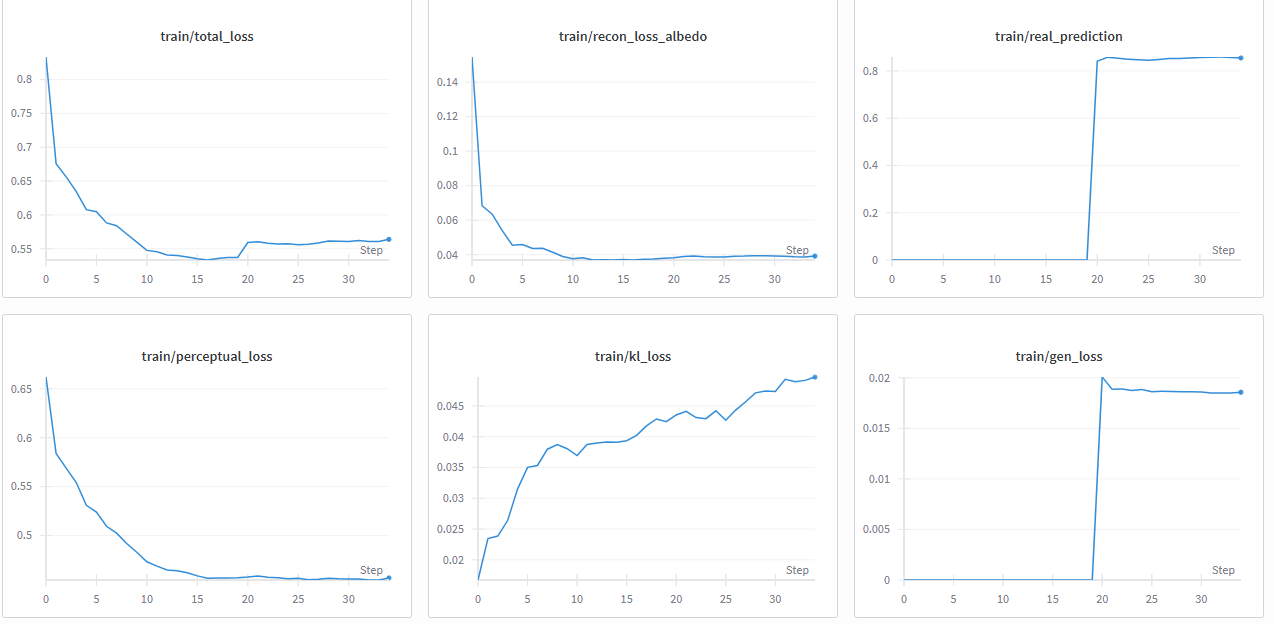 train/total_loss
0.8
0.75
0.7
0.65
0.6
0.55
Step
0 5 10 15 20 25 30
train/recon_loss_albedo
0.14
0.12
0.1
0.08
0.06
0.04
Step
0 5 10 15 20 25 30
train/real_prediction
0.8
0.6
0.4
0.2
0
Step
0 5 10 15 20 25 30
train/perceptual_loss
0.65
0.6
0.55
0.5
Step
0 5 10 15 20 25 30
train/kl_loss
0.045
0.04
0.035
0.03
0.025
0.02
Step
0 5 10 15 20 25 30
train/gen_loss
0.02
0.015
0.01
0.005
0
Step
0 5 10 15 20 25 30